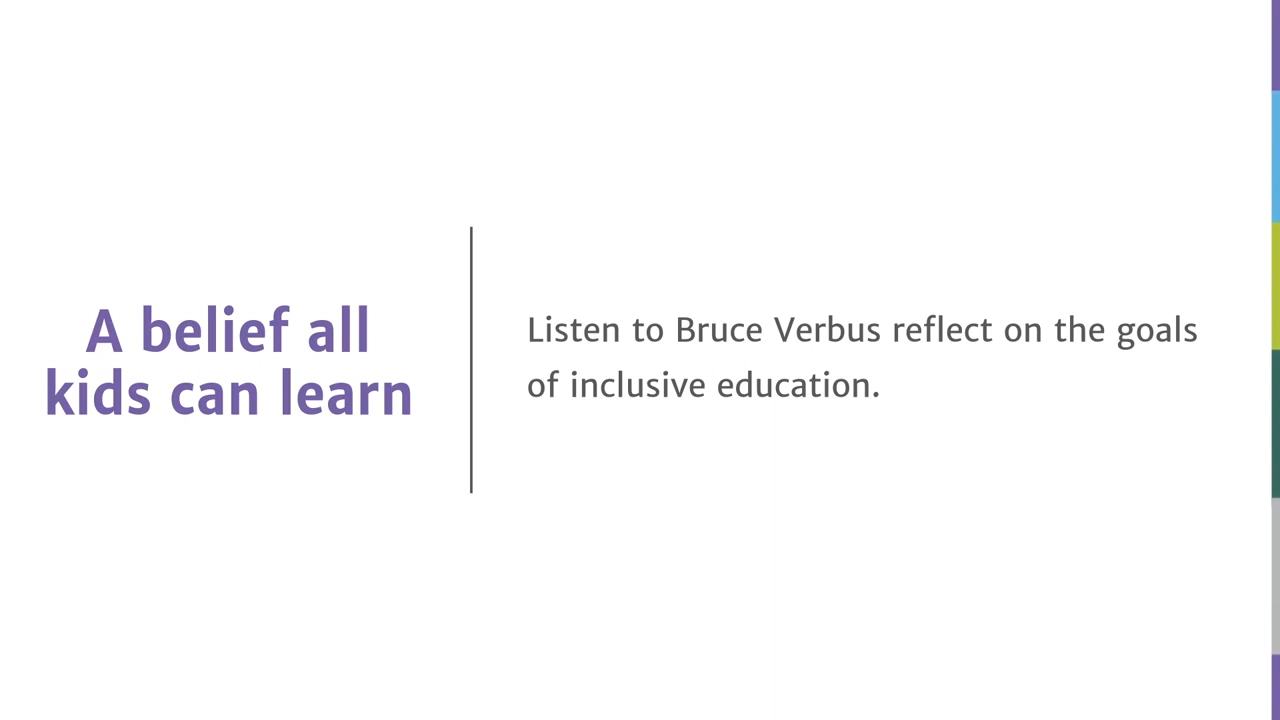 A belief all
kids can learn
Listen to Bruce Verbus reflect on the goals
of inclusive education.